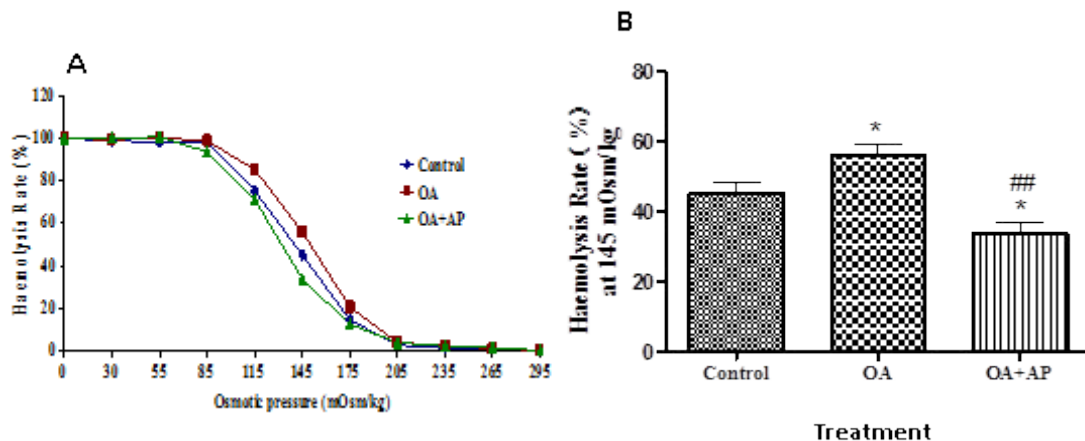 A
120
100
80
60
40
20
0
Haemolysis Rate (%)
Control
OA
OA+AP
0 30 55 85 115 145 175 205 235 265 295
Osmotic pressure (mOsm/kg)
B
80
60
40
20
0
Haemolysis Rate ( %)
at 145 mOsm/kg
*
##
*
Control OA OA+AP
Treatment